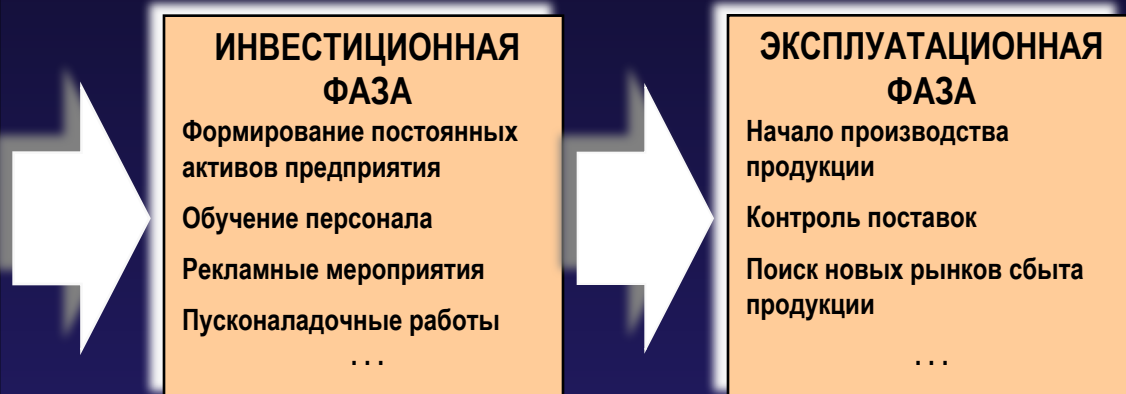 ИНВЕСТИЦИОННАЯ
ФАЗА
Формирование постоянных
активов предприятия
Обучение персонала
Рекламные мероприятия
Пусконаладочные работы
. . .
ЭКСПЛУАТАЦИОННАЯ
ФАЗА
Начало производства
продукции
Контроль поставок
Поиск новых рынков сбыта
продукции
. . .